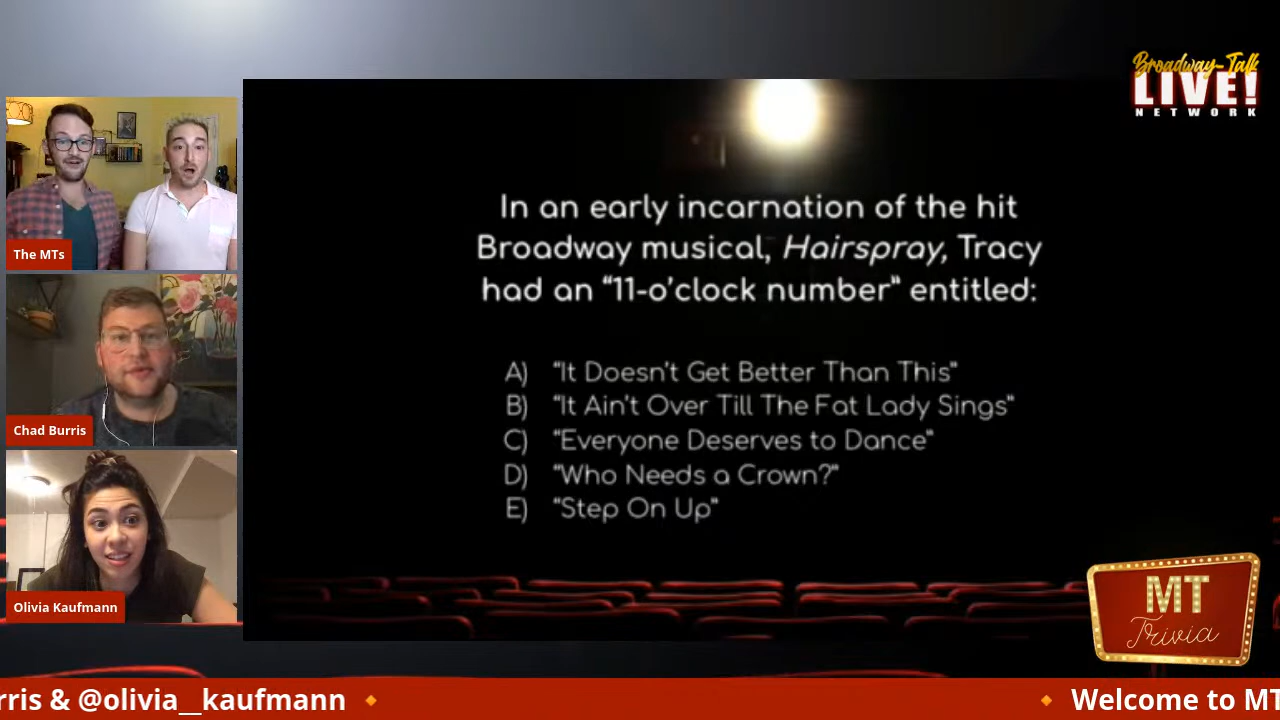 Broadway-Talk
LIVE!
NETWORK
In an early incarnation of the hit
Broadway musical, Hairspray, Tracy
had an “11-o’clock number” entitled:
A) “It Doesn’t Get Better Than This”
B) “It Ain’t Over Till The Fat Lady Sings”
C) “Everyone Deserves to Dance”
D) “Who Needs a Crown?”
E) “Step On Up”
The MTs
Chad Burris
Olivia Kaufmann
MT
Trivia
rris & @olivia__kaufmann 🔸 🔸 Welcome to MT